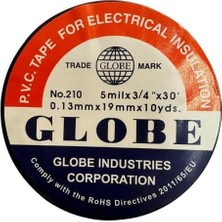 P.V.C. TAPE FOR ELECTRICAL INSULATION
GLOBE
TRADE MARK
No.210 5milx3/4"x30'
0.13mmx19mmx10yds.
GLOBE
GLOBE INDUSTRIES
CORPORATION
Comply with the RoHS Directives 2011/65/EU